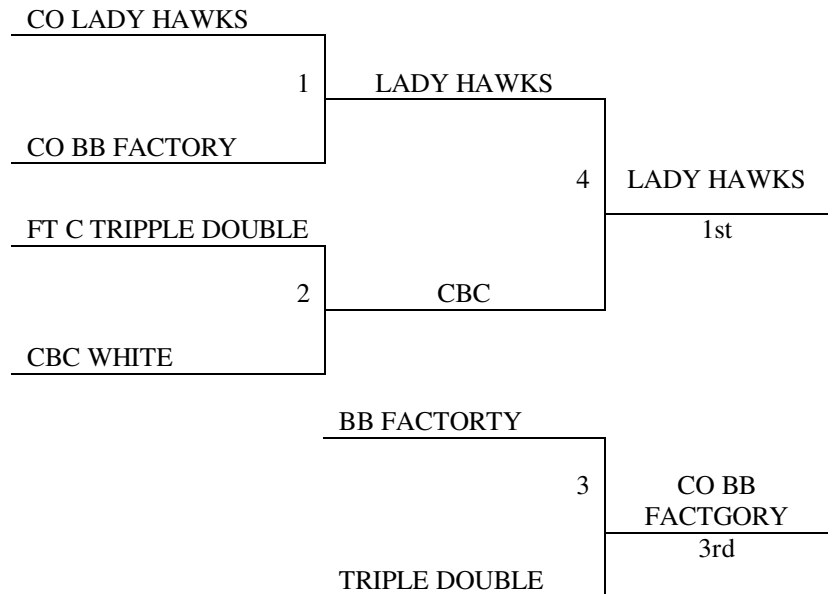 CO LADY HAWKS
1
LADY HAWKS
CO BB FACTORY
4
LADY HAWKS
1st
FT C TRIPPLE DOUBLE
2
CBC
CBC WHITE
BB FACTORTY
3
CO BB
FACTGORY
3rd
TRIPLE DOUBLE